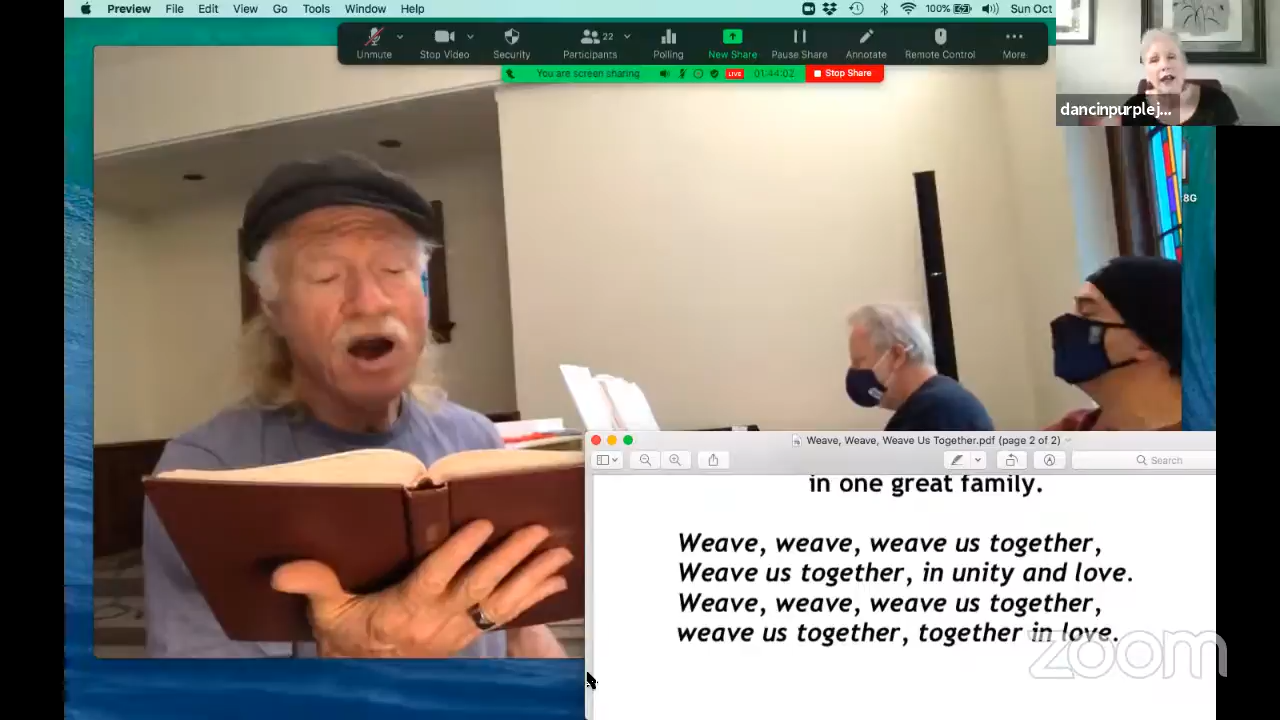 Preview File Edit View Go Tools Window Help 100% Sun Oct
Unmute Stop Video Security Participants 22 Polling New Share Pause Share Annotate Remote Control More
You are screen sharing LIVE 01:44:02 Stop Share
dancinpurplej...
8G
Weave, Weave, Weave Us Together.pdf (page 2 of 2)
Search
in one great family.
Weave, weave, weave us together,
Weave us together, in unity and love.
Weave, weave, weave us together,
weave us together, together in love.
zoom